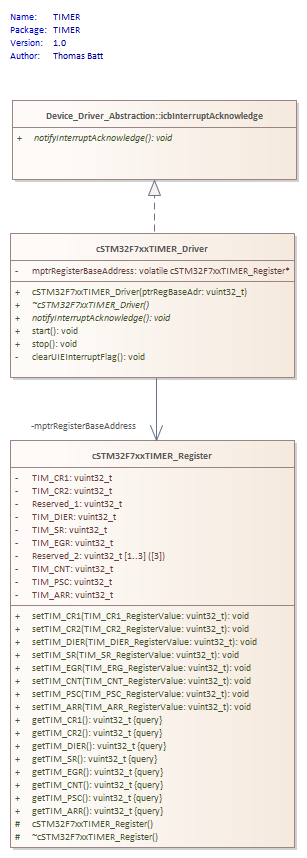 Name: TIMER
Package: TIMER
Version: 1.0
Author: Thomas Batt
Device_Driver_Abstraction::icbInterruptAcknowledge
+ notifyInterruptAcknowledge(): void
cSTM32F7xxTIMER_Driver
- mptrRegisterBaseAddress: volatile cSTM32F7xxTIMER_Register*
+ cSTM32F7xxTIMER_Driver(ptrRegBaseAdr: vuint32_t)
+ ~cSTM32F7xxTIMER_Driver()
+ notifyInterruptAcknowledge(): void
+ start(): void
+ stop(): void
- clearUIEInterruptFlag(): void
-mptrRegisterBaseAddress
cSTM32F7xxTIMER_Register
- TIM_CR1: vuint32_t
- TIM_CR2: vuint32_t
- Reserved_1: vuint32_t
- TIM_DIER: vuint32_t
- TIM_SR: vuint32_t
- TIM_EGR: vuint32_t
- Reserved_2: vuint32_t [1..3] ([3])
- TIM_CNT: vuint32_t
- TIM_PSC: vuint32_t
- TIM_ARR: vuint32_t
+ setTIM_CR1(TIM_CR1_RegisterValue: vuint32_t): void
+ setTIM_CR2(TIM_CR2_RegisterValue: vuint32_t): void
+ setTIM_DIER(TIM_DIER_RegisterValue: vuint32_t): void
+ setTIM_SR(TIM_SR_RegisterValue: vuint32_t): void
+ setTIM_EGR(TIM_ERG_RegisterValue: vuint32_t): void
+ setTIM_CNT(TIM_CNT_RegisterValue: vuint32_t): void
+ setTIM_PSC(TIM_PSC_RegisterValue: vuint32_t): void
+ setTIM_ARR(TIM_ARR_RegisterValue: vuint32_t): void
+ getTIM_CR1(): vuint32_t {query}
+ getTIM_CR2(): vuint32_t {query}
+ getTIM_DIER(): vuint32_t {query}
+ getTIM_SR(): vuint32_t {query}
+ getTIM_EGR(): vuint32_t {query}
+ getTIM_CNT(): vuint32_t {query}
+ getTIM_PSC(): vuint32_t {query}
+ getTIM_ARR(): vuint32_t {query}
# cSTM32F7xxTIMER_Register()
# ~cSTM32F7xxTIMER_Register()